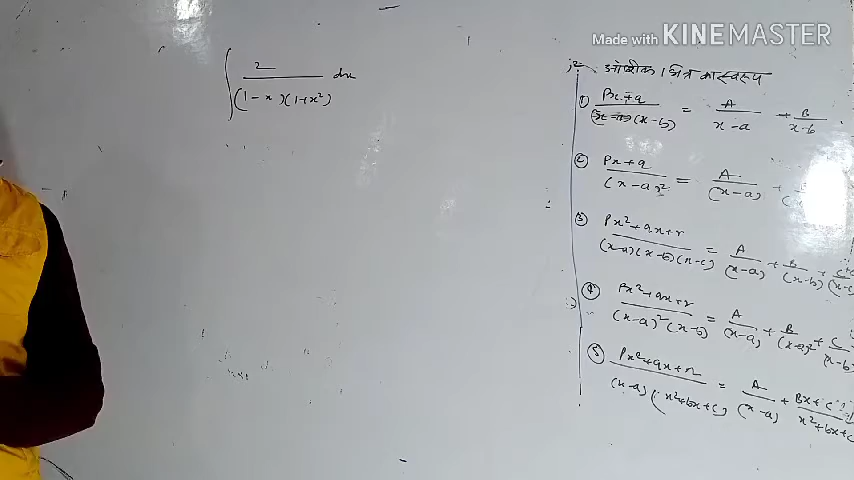 Made with KINEMASTER
∫ 2 / (1-x)(1+x²) dx
आंशिक भिन्न का स्वरूप
① Px+q / (x-a)(x-b) = A / x-a + B / x-b
② Px+q / (x-a)² = A / (x-a) +
③ Px²+qx+r / (x-a)(x-b)(x-c) = A / (x-a) + B / (x-b) + C / (x-c)
④ Px²+qx+r / (x-a)²(x-b) = A / (x-a) + B / (x-a)² + C / (x-b)
⑤ Px²+qx+r / (x-a)(x²+bx+c) = A / (x-a) + Bx+C / x²+bx+c